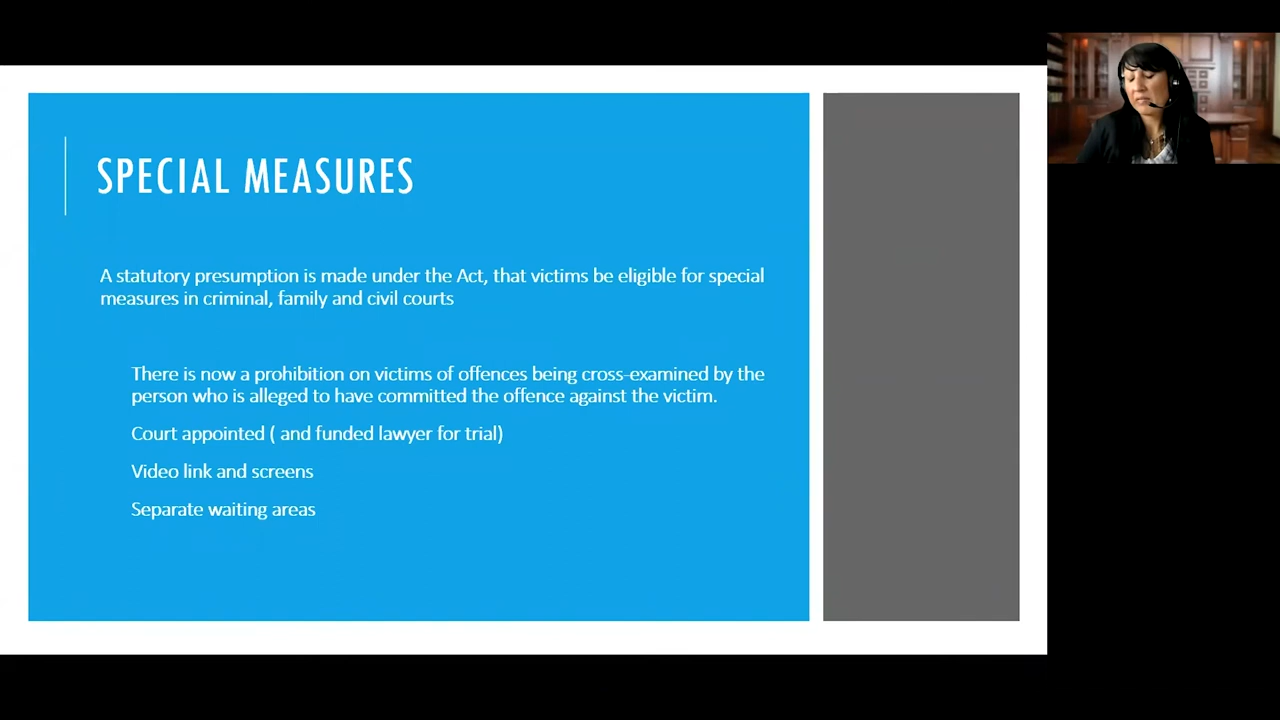 SPECIAL MEASURES
A statutory presumption is made under the Act, that victims be eligible for special
measures in criminal, family and civil courts
There is now a prohibition on victims of offences being cross-examined by the
person who is alleged to have committed the offence against the victim.
Court appointed ( and funded lawyer for trial)
Video link and screens
Separate waiting areas